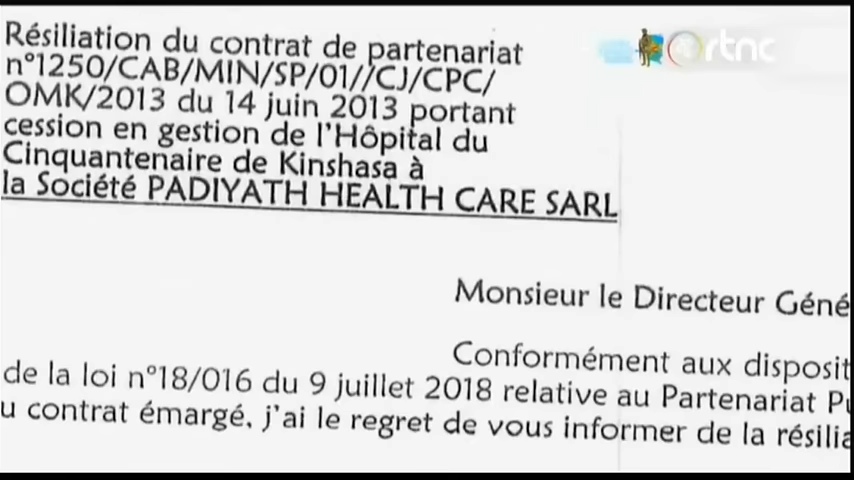 rtnc
Résiliation du contrat de partenariat
n°1250/CAB/MIN/SP/01//CJ/CPC/
OMK/2013 du 14 juin 2013 portant
cession en gestion de l'Hôpital du
Cinquantenaire de Kinshasa à
la Société PADIYATH HEALTH CARE SARL
Monsieur le Directeur Géné
Conformément aux disposit
de la loi n°18/016 du 9 juillet 2018 relative au Partenariat Pu
u contrat émargé, j'ai le regret de vous informer de la résilia